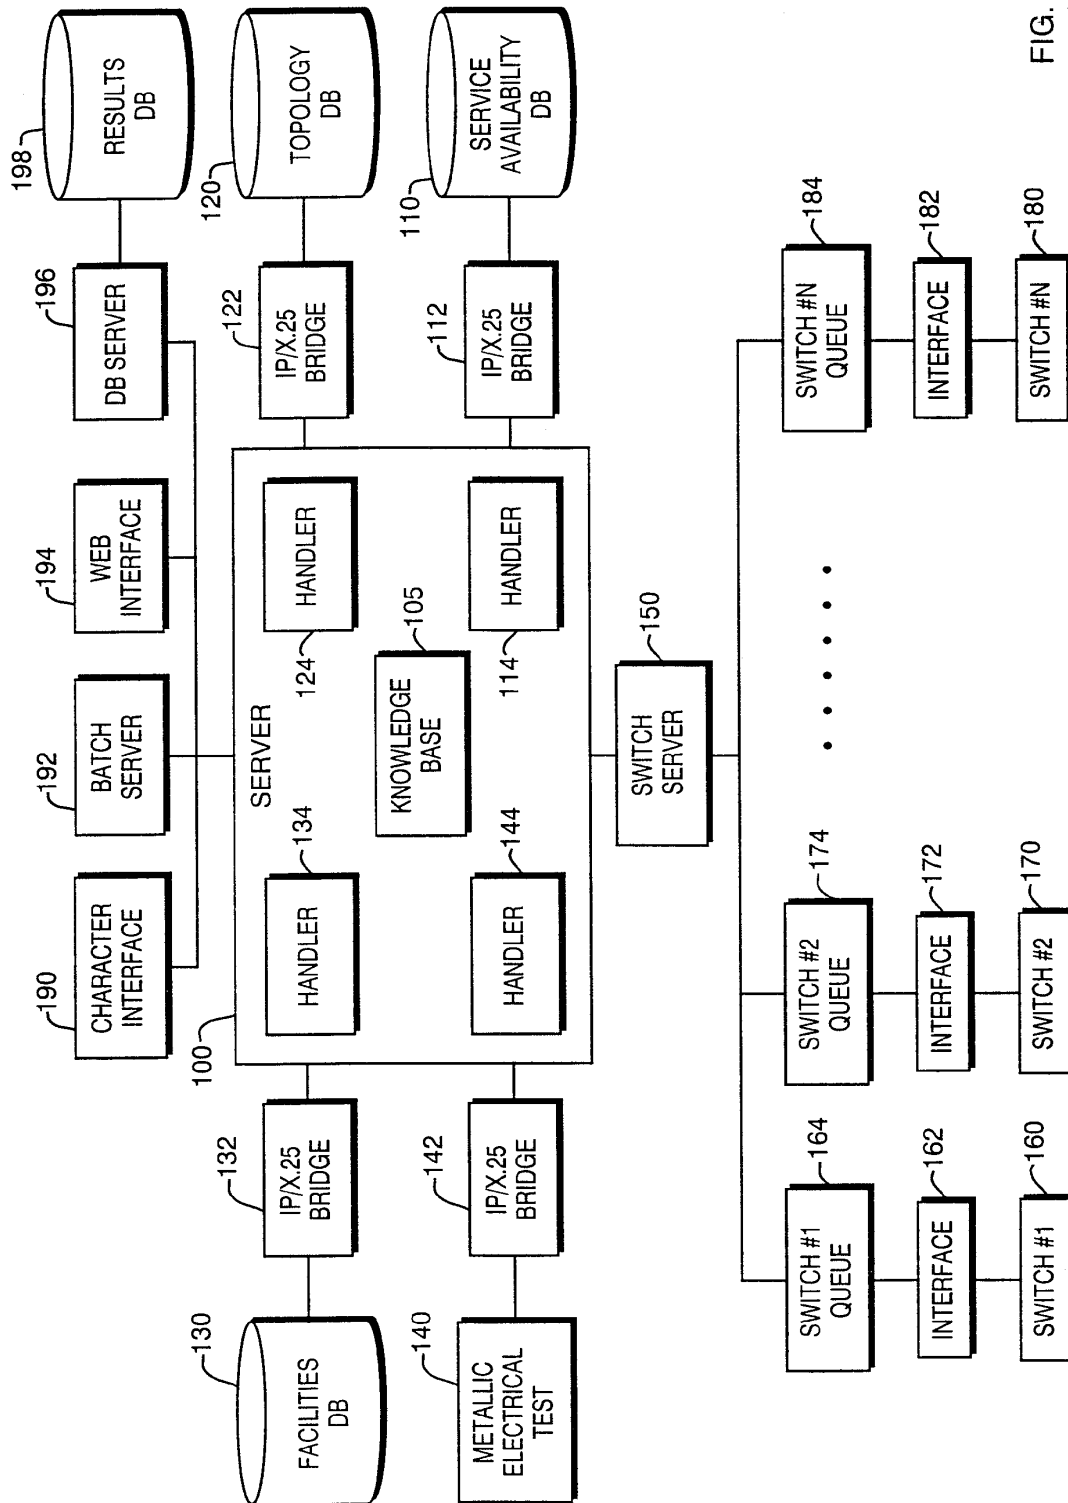 190
CHARACTER
INTERFACE
192
BATCH
SERVER
194
WEB
INTERFACE
196
DB SERVER
198
RESULTS
DB
130
FACILITIES
DB
132
IP/X.25
BRIDGE
100
SERVER
HANDLER
134
124
HANDLER
122
IP/X.25
BRIDGE
120
TOPOLOGY
DB
KNOWLEDGE
BASE
105
140
METALLIC
ELECTRICAL
TEST
142
IP/X.25
BRIDGE
HANDLER
144
114
HANDLER
112
IP/X.25
BRIDGE
110
SERVICE
AVAILABILITY
DB
SWITCH
SERVER
150
SWITCH #1
QUEUE
164
SWITCH #2
QUEUE
174
SWITCH #N
QUEUE
184
INTERFACE
162
INTERFACE
172
INTERFACE
182
SWITCH #1
160
SWITCH #2
170
SWITCH #N
180
FIG.